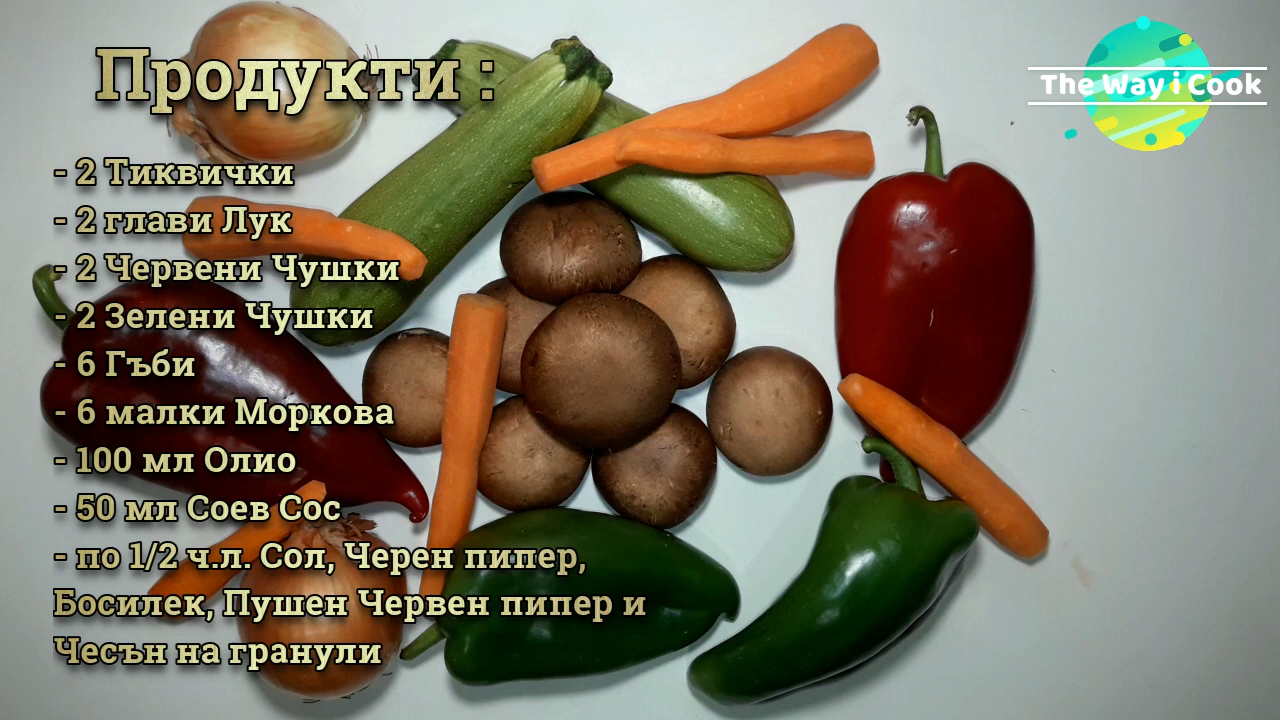 Продукти :
The Way i Cook
- 2 Тиквички
- 2 глави Лук
- 2 Червени Чушки
- 2 Зелени Чушки
- 6 Гъби
- 6 малки Моркова
- 100 мл Олио
- 50 мл Соев Сос
- по 1/2 ч.л. Сол, Черен пипер,
Босилек, Пушен Червен пипер и
Чесън на гранули